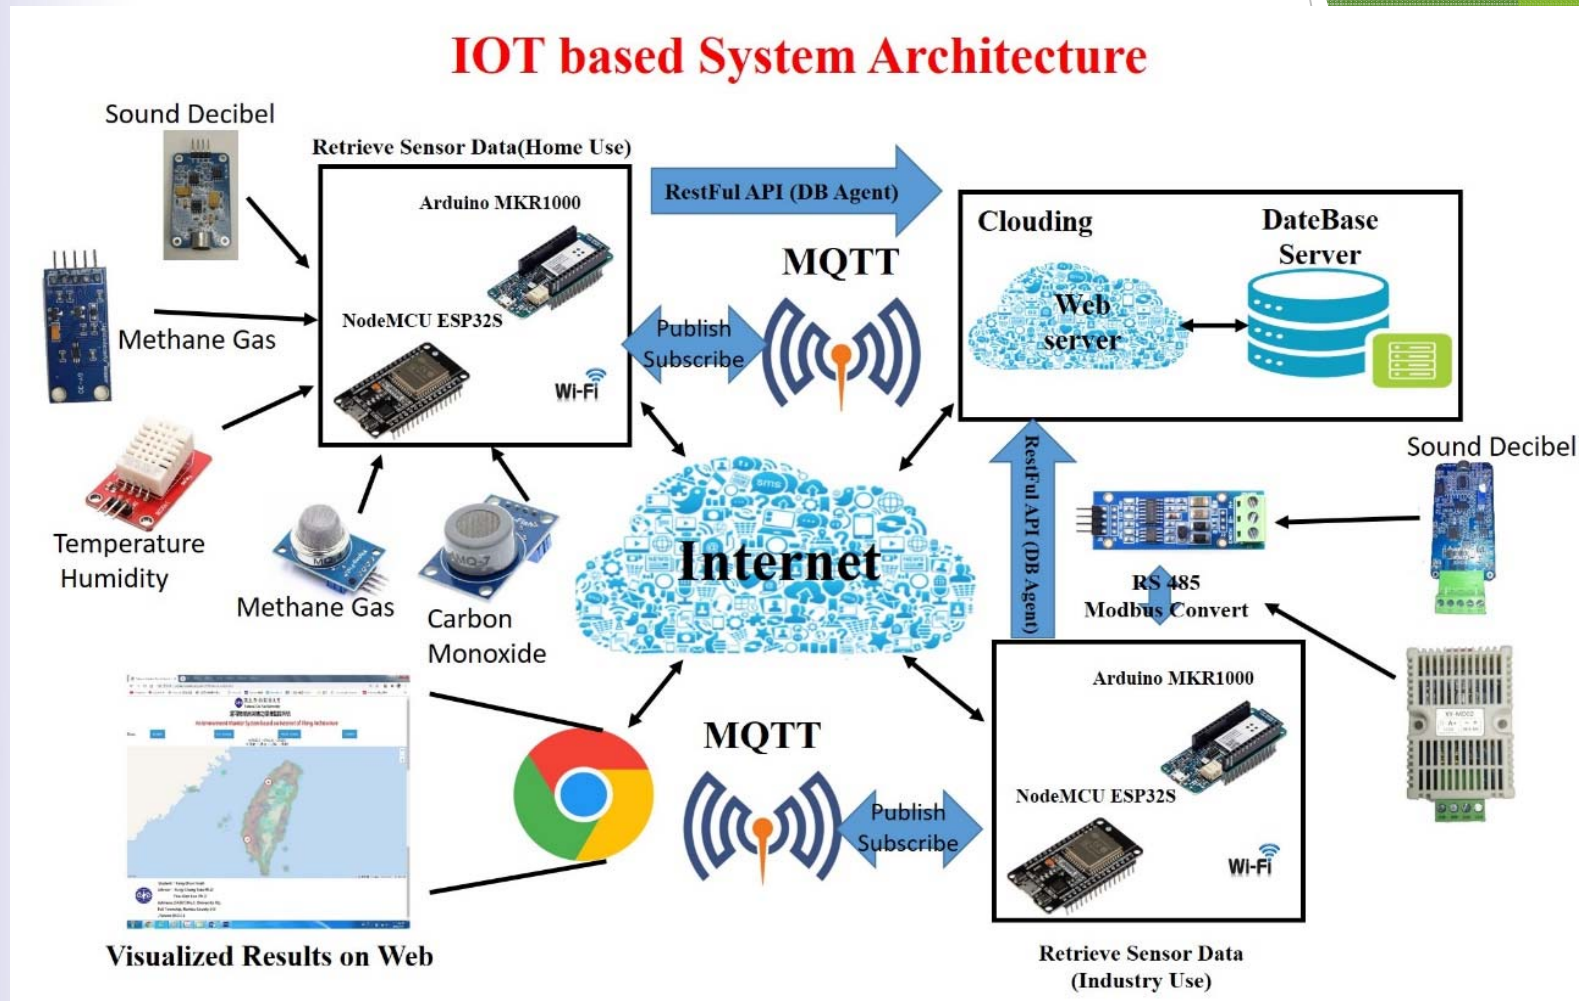 IOT based System Architecture
Sound Decibel
Retrieve Sensor Data(Home Use)
Arduino MKR1000
NodeMCU ESP32S
Wi-Fi
RestFul API (DB Agent)
MQTT
Publish
Subscribe
Clouding
DateBase
Server
Web
server
Methane Gas
Temperature
Humidity
Methane Gas
Carbon
Monoxide
MQ-7
sms
Internet
RestFul API (DB Agent)
Sound Decibel
RS 485
Modbus Convert
Arduino MKR1000
NodeMCU ESP32S
Wi-Fi
MQTT
Publish
Subscribe
Retrieve Sensor Data
(Industry Use)
Visualized Results on Web